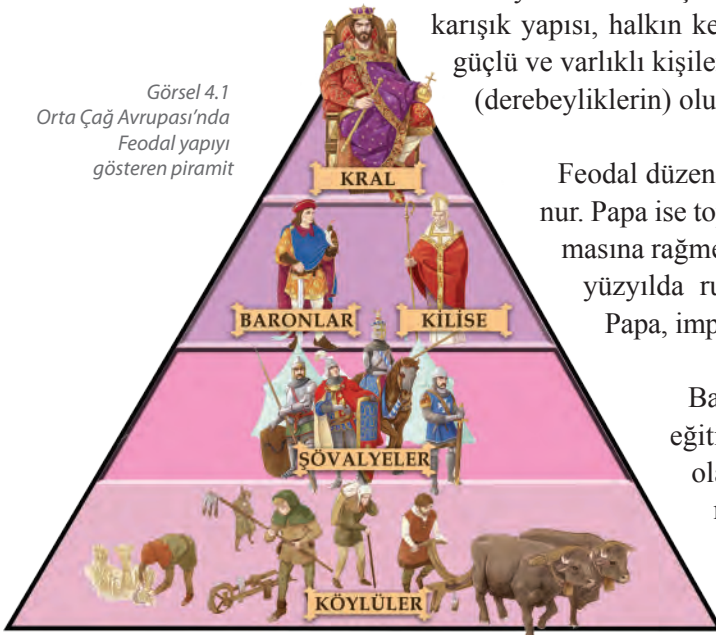 karışık yapısı, halkın ke
güçlü ve varlıklı kişile
(derebeyliklerin) olu
Görsel 4.1
Orta Çağ Avrupası’nda
Feodal yapıyı
gösteren piramit
Feodal düzen
nur. Papa ise to
masına rağme
yüzyılda ru
Papa, imp
Ba
eğiti
ola
KRAL
BARONLAR
KİLİSE
ŞÖVALYELER
KÖYLÜLER